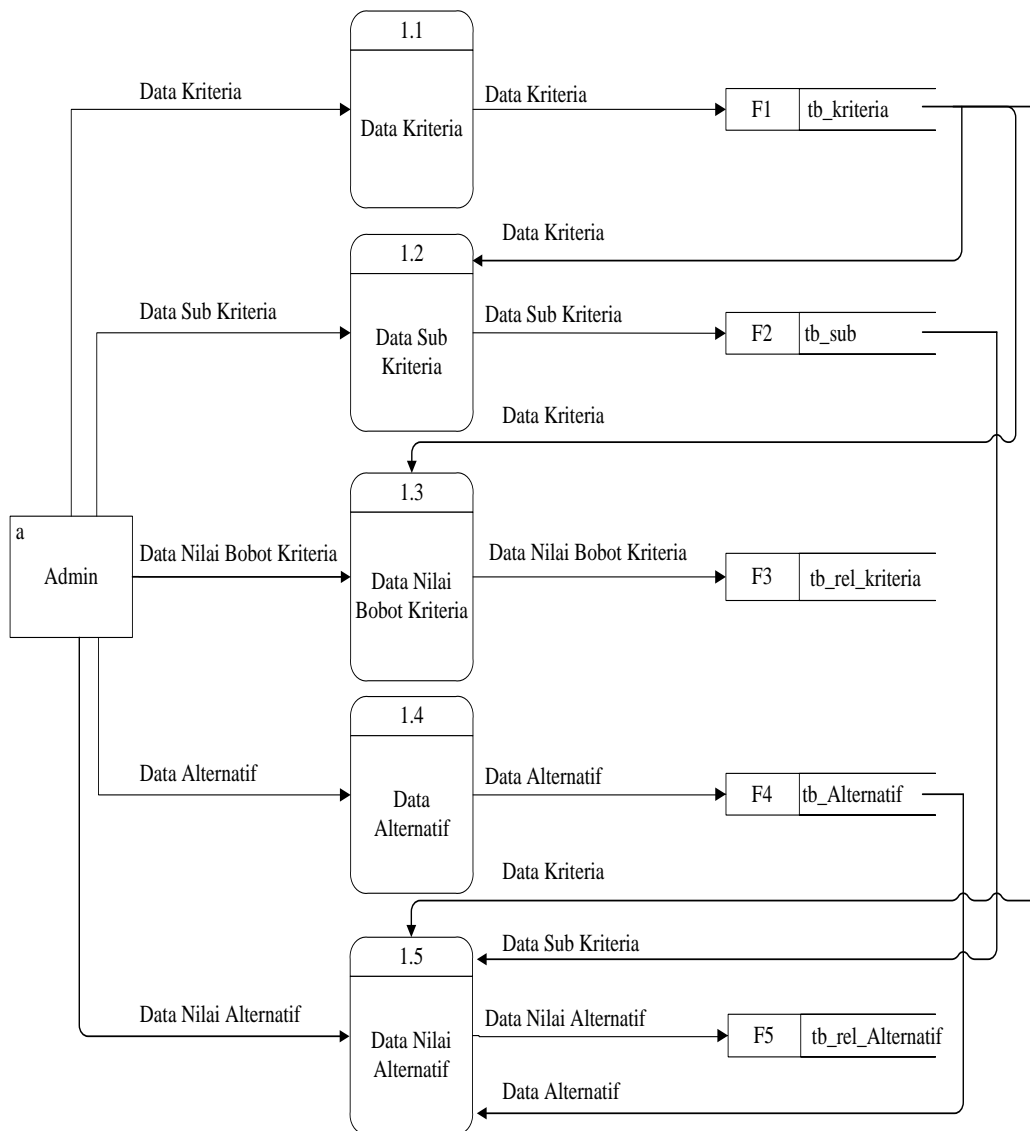 1.1
Data Kriteria
Data Kriteria
Data Kriteria
F1
tb_kriteria
Data Kriteria
1.2
Data Sub Kriteria
Data Sub
Kriteria
Data Sub Kriteria
F2
tb_sub
Data Kriteria
1.3
a
Admin
Data Nilai Bobot Kriteria
Data Nilai
Bobot Kriteria
Data Nilai Bobot Kriteria
F3
tb_rel_kriteria
1.4
Data Alternatif
Data
Alternatif
Data Alternatif
F4
tb_Alternatif
Data Kriteria
1.5
Data Sub Kriteria
Data Nilai Alternatif
Data Nilai
Alternatif
Data Nilai Alternatif
F5
tb_rel_Alternatif
Data Alternatif